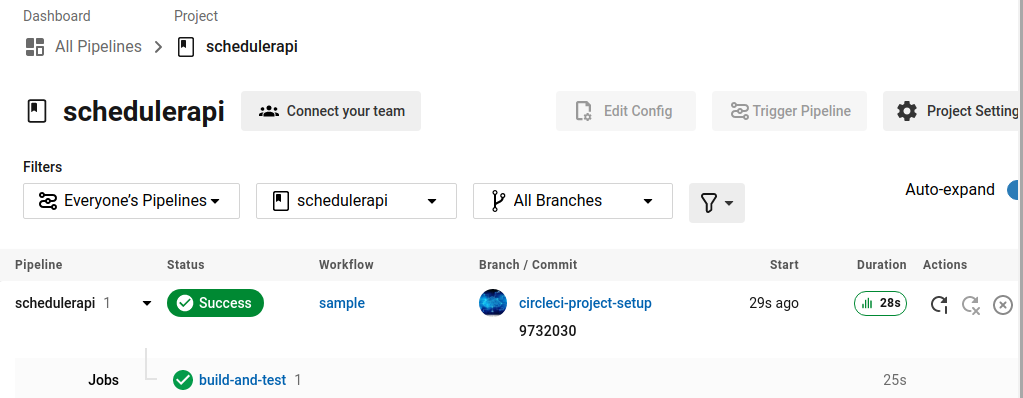 Dashboard Project
All Pipelines schedulerapi
schedulerapi Connect your team Edit Config Trigger Pipeline Project Setting
Filters
Everyone’s Pipelines schedulerapi All Branches Auto-expand
Pipeline Status Workflow Branch / Commit Start Duration Actions
schedulerapi 1 Success sample circleci-project-setup 29s ago 28s
9732030
Jobs build-and-test 1 25s